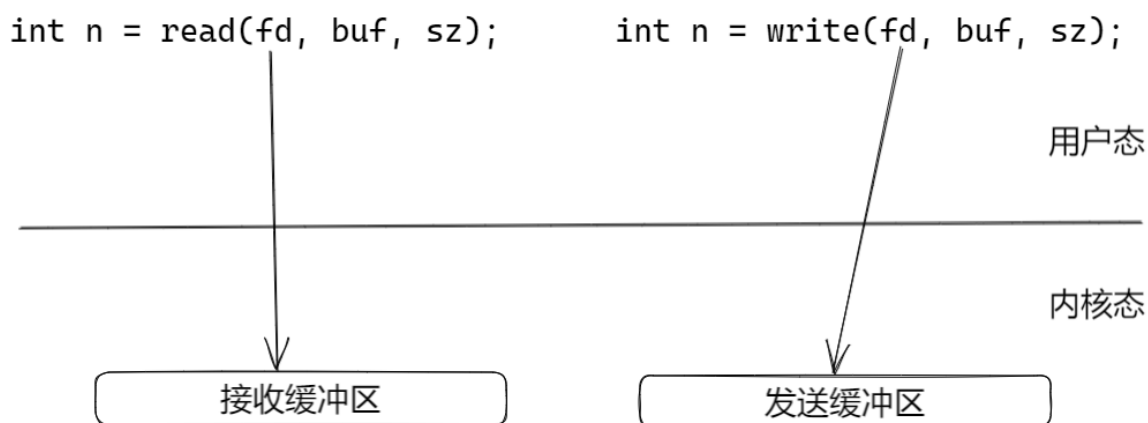 int n = read(fd, buf, sz); int n = write(fd, buf, sz);
用户态
内核态
接收缓冲区 发送缓冲区